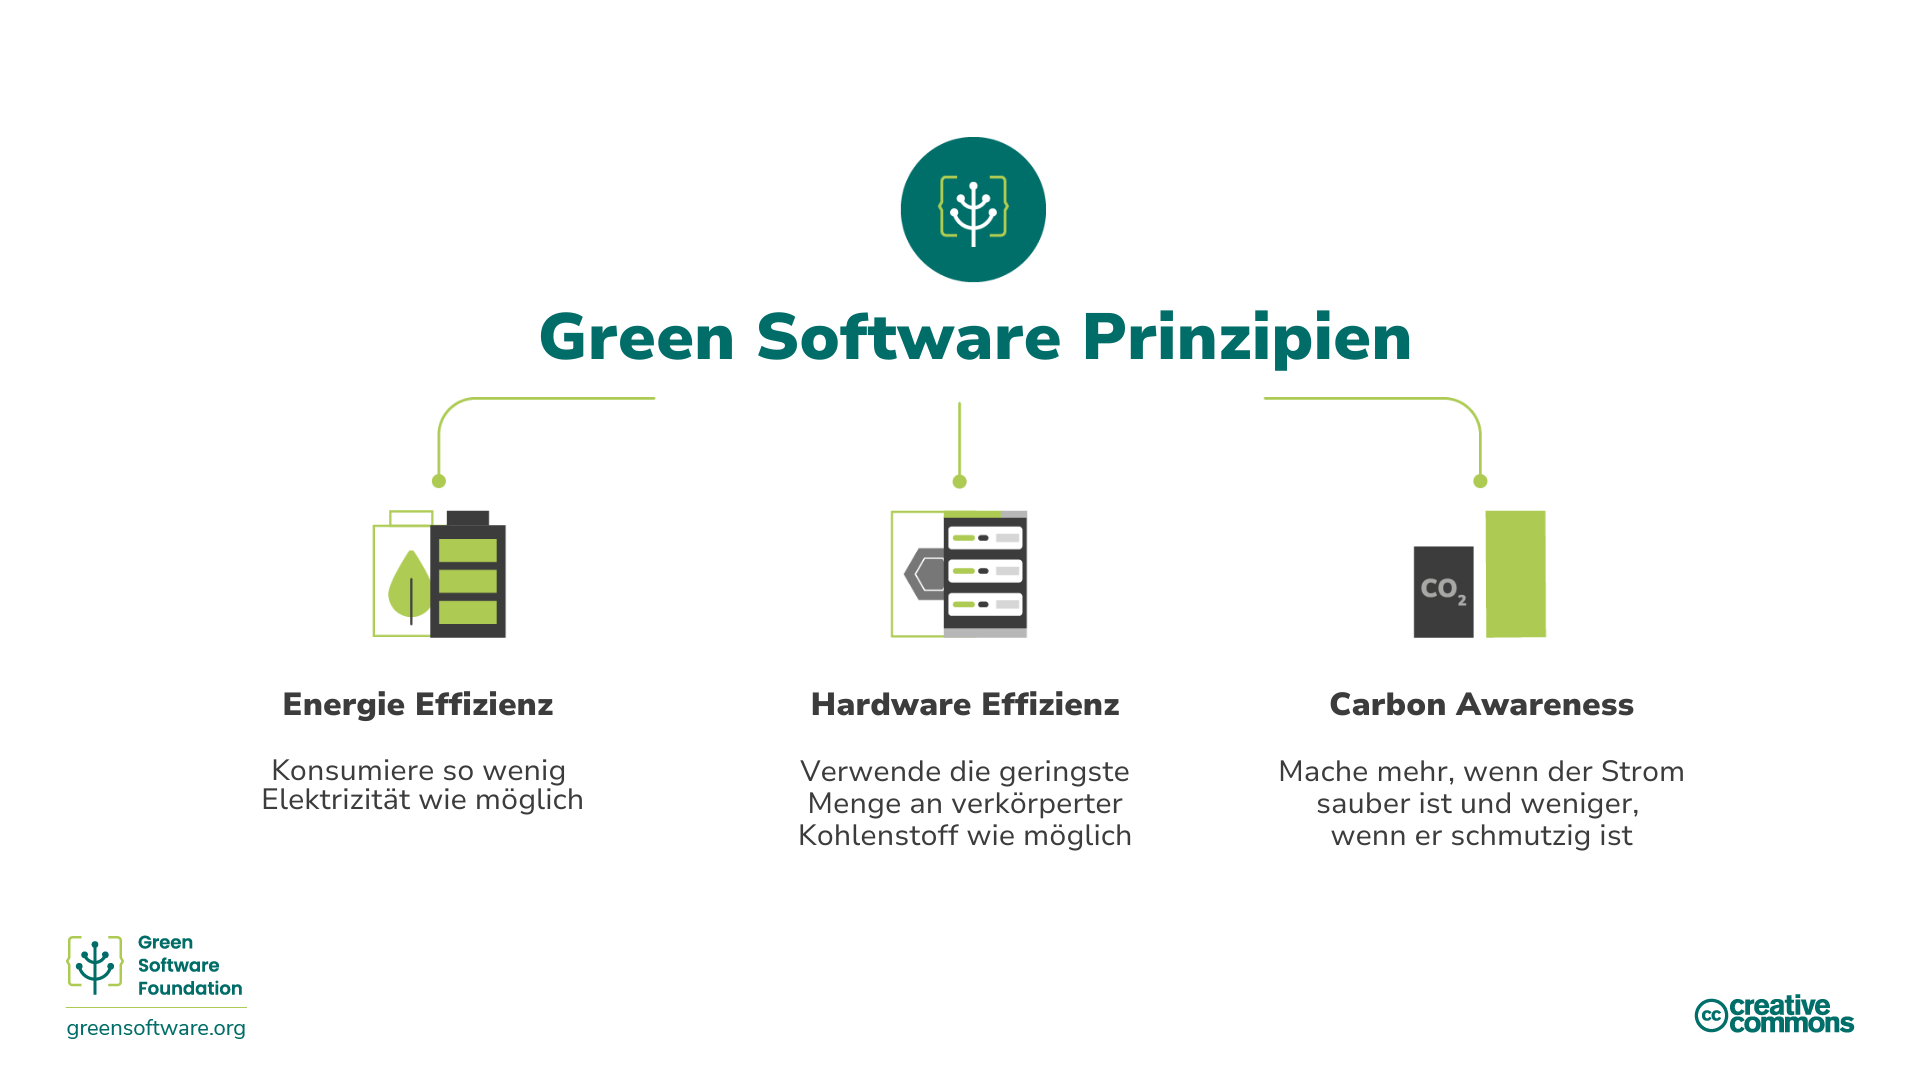 Green Software Prinzipien
CO2
Energie Effizienz
Konsumiere so wenig
Elektrizität wie möglich
Hardware Effizienz
Verwende die geringste
Menge an verkörperter
Kohlenstoff wie möglich
Carbon Awareness
Mache mehr, wenn der Strom
sauber ist und weniger,
wenn er schmutzig ist
Green
Software
Foundation
greensoftware.org
cc creative
commons